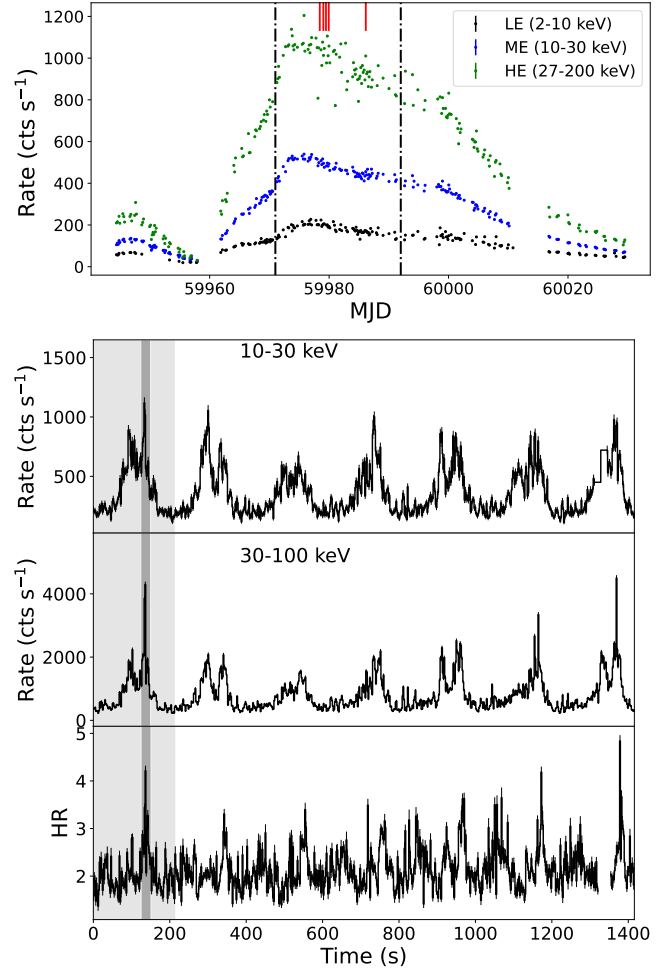 1200
1000
800
600
400
200
0
Rate (cts s⁻¹)
LE (2-10 keV)
ME (10-30 keV)
HE (27-200 keV)
59960
59980
60000
60020
MJD
10-30 keV
1500
1000
500
Rate (cts s⁻¹)
30-100 keV
4000
2000
0
Rate (cts s⁻¹)
5
4
3
2
HR
0
200
400
600
800
1000
1200
1400
Time (s)